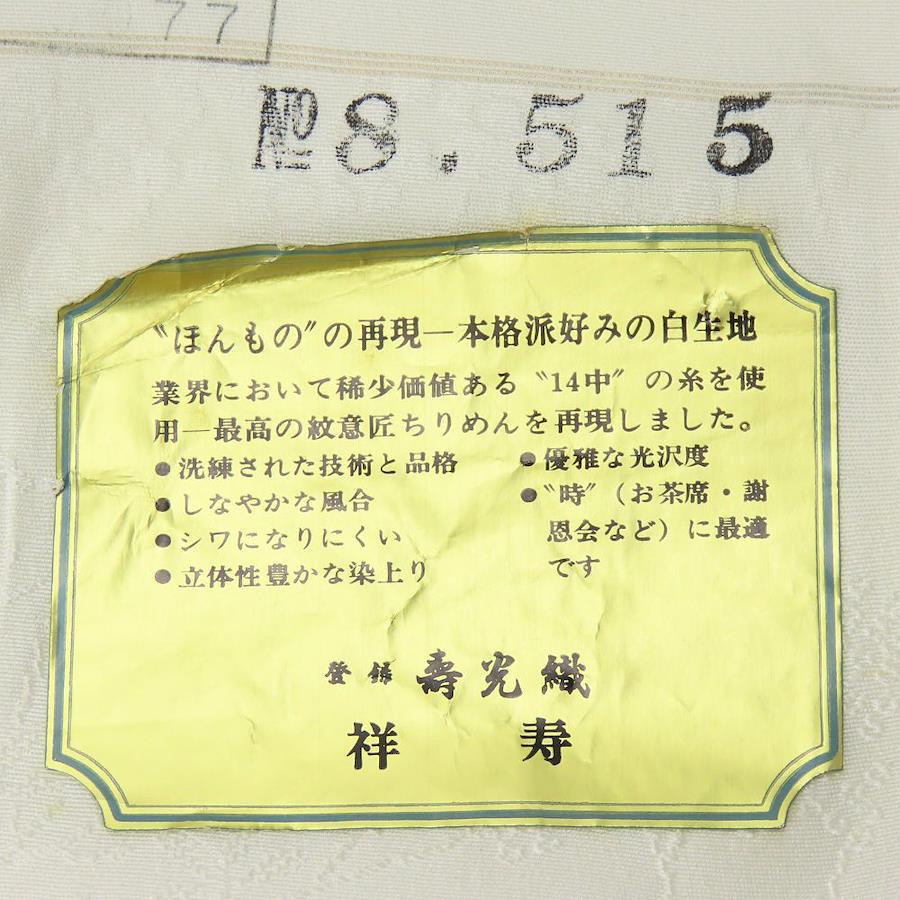 77
№8.515
〝ほんもの〟の再現―本格派好みの白生地
業界において稀少価値ある〝14中〟の糸を使
用―最高の紋意匠ちりめんを再現しました。
●洗練された技術と品格
●しなやかな風合
●シワになりにくい
●立体性豊かな染上り
●優雅な光沢度
●〝時〟(お茶席・謝
恩会など)に最適
です
登録 壽光織
祥寿